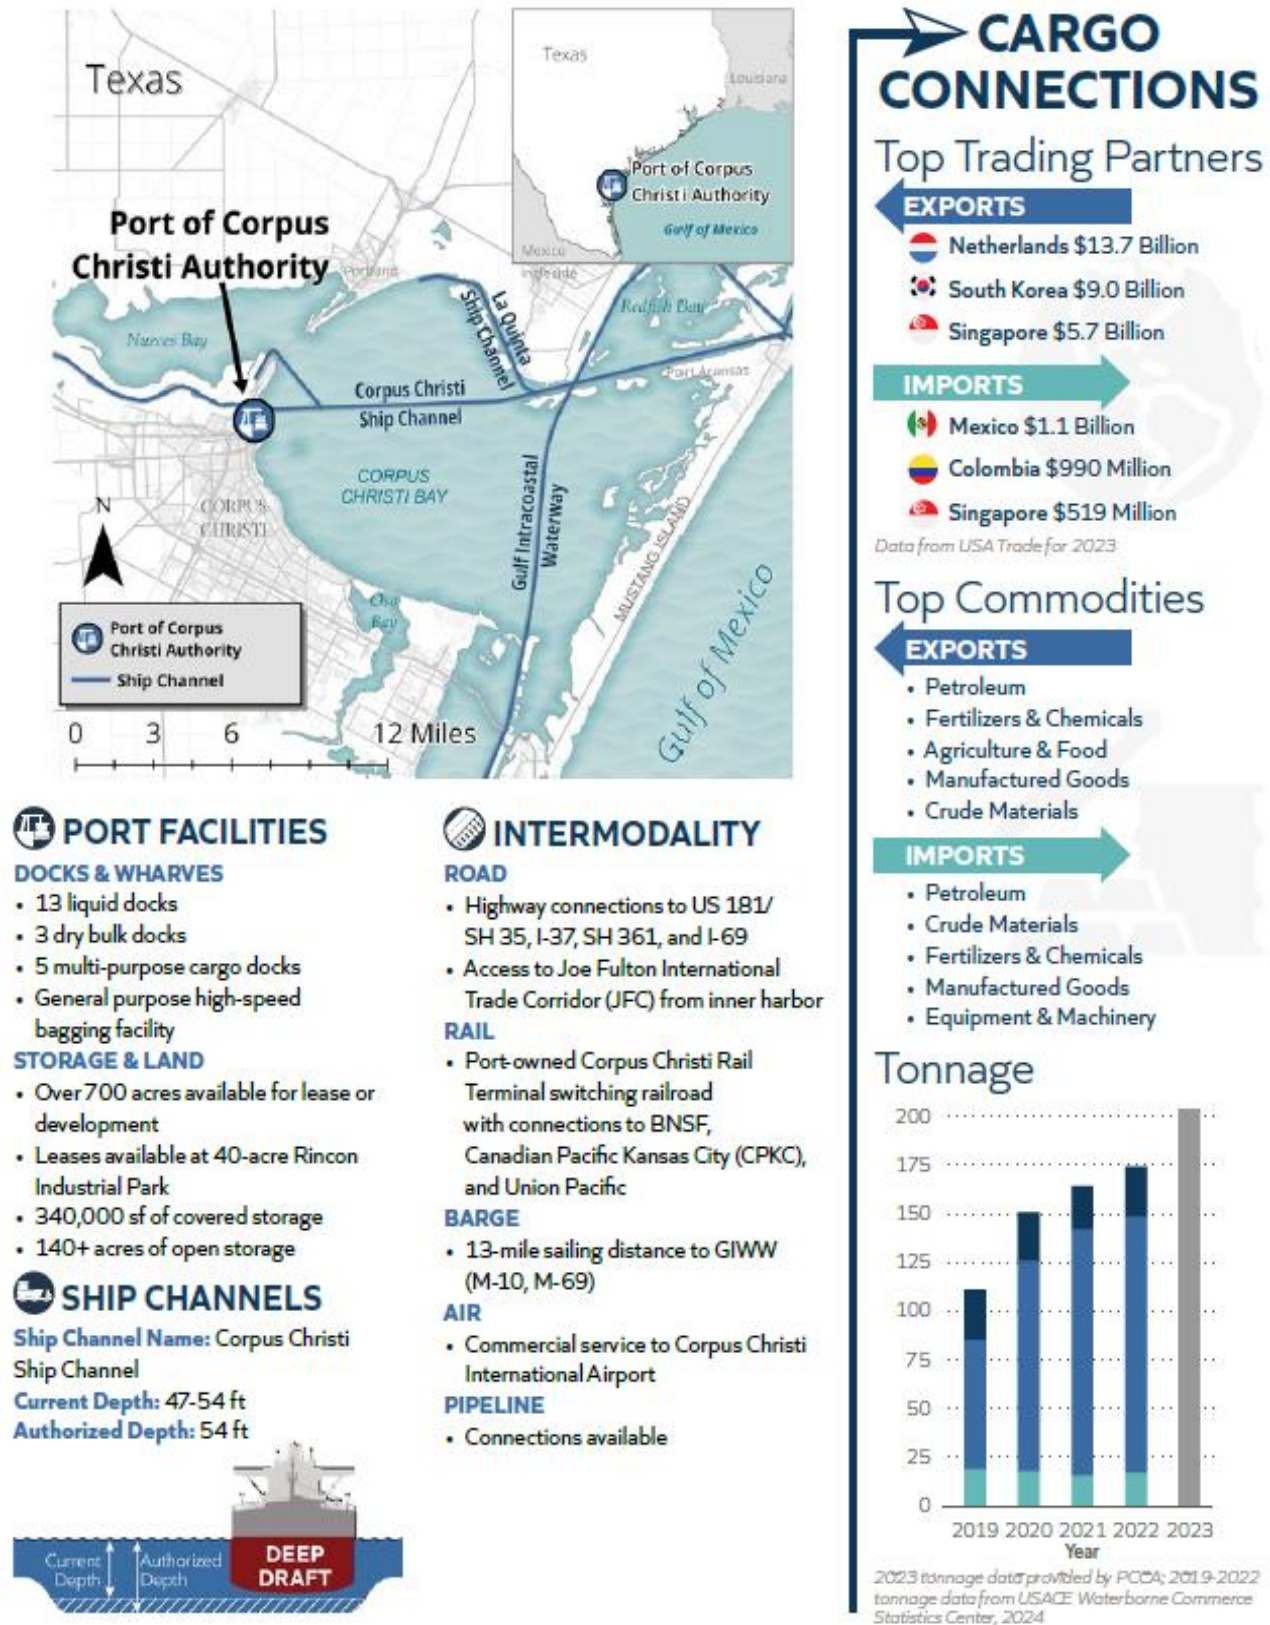 Texas
Port of Corpus
Christi Authority
Texas
Louisiana
Port of Corpus
Christi Authority
Gulf of Mexico
Mexico
Portland
Ingleside
Nueces Bay
La Quinta
Ship Channel
Redfish Bay
Port Aransas
Corpus Christi
Ship Channel
CORPUS
CHRISTI BAY
Gulf Intracoastal
Waterway
MUSTANG ISLAND
Gulf of Mexico
N
CORPUS
CHRISTI
Oso
Bay
Port of Corpus
Christi Authority
Ship Channel
0 3 6 12 Miles
PORT FACILITIES
DOCKS & WHARVES
• 13 liquid docks
• 3 dry bulk docks
• 5 multi-purpose cargo docks
• General purpose high-speed
bagging facility
STORAGE & LAND
• Over 700 acres available for lease or
development
• Leases available at 40-acre Rincon
Industrial Park
• 340,000 sf of covered storage
• 140+ acres of open storage
SHIP CHANNELS
Ship Channel Name: Corpus Christi
Ship Channel
Current Depth: 47-54 ft
Authorized Depth: 54 ft
Current
Depth
Authorized
Depth
DEEP
DRAFT
INTERMODALITY
ROAD
• Highway connections to US 181/
SH 35, I-37, SH 361, and I-69
• Access to Joe Fulton International
Trade Corridor (JFC) from inner harbor
RAIL
• Port-owned Corpus Christi Rail
Terminal switching railroad
with connections to BNSF,
Canadian Pacific Kansas City (CPKC),
and Union Pacific
BARGE
• 13-mile sailing distance to GIWW
(M-10, M-69)
AIR
• Commercial service to Corpus Christi
International Airport
PIPELINE
• Connections available
CARGO
CONNECTIONS
Top Trading Partners
EXPORTS
Netherlands $13.7 Billion
South Korea $9.0 Billion
Singapore $5.7 Billion
IMPORTS
Mexico $1.1 Billion
Colombia $990 Million
Singapore $519 Million
Data from USA Trade for 2023
Top Commodities
EXPORTS
• Petroleum
• Fertilizers & Chemicals
• Agriculture & Food
• Manufactured Goods
• Crude Materials
IMPORTS
• Petroleum
• Crude Materials
• Fertilizers & Chemicals
• Manufactured Goods
• Equipment & Machinery
Tonnage
200
175
150
125
100
75
50
25
0
2019 2020 2021 2022 2023
Year
2023 tonnage data provided by PCCA; 2019-2022
tonnage data from USACE Waterborne Commerce
Statistics Center, 2024